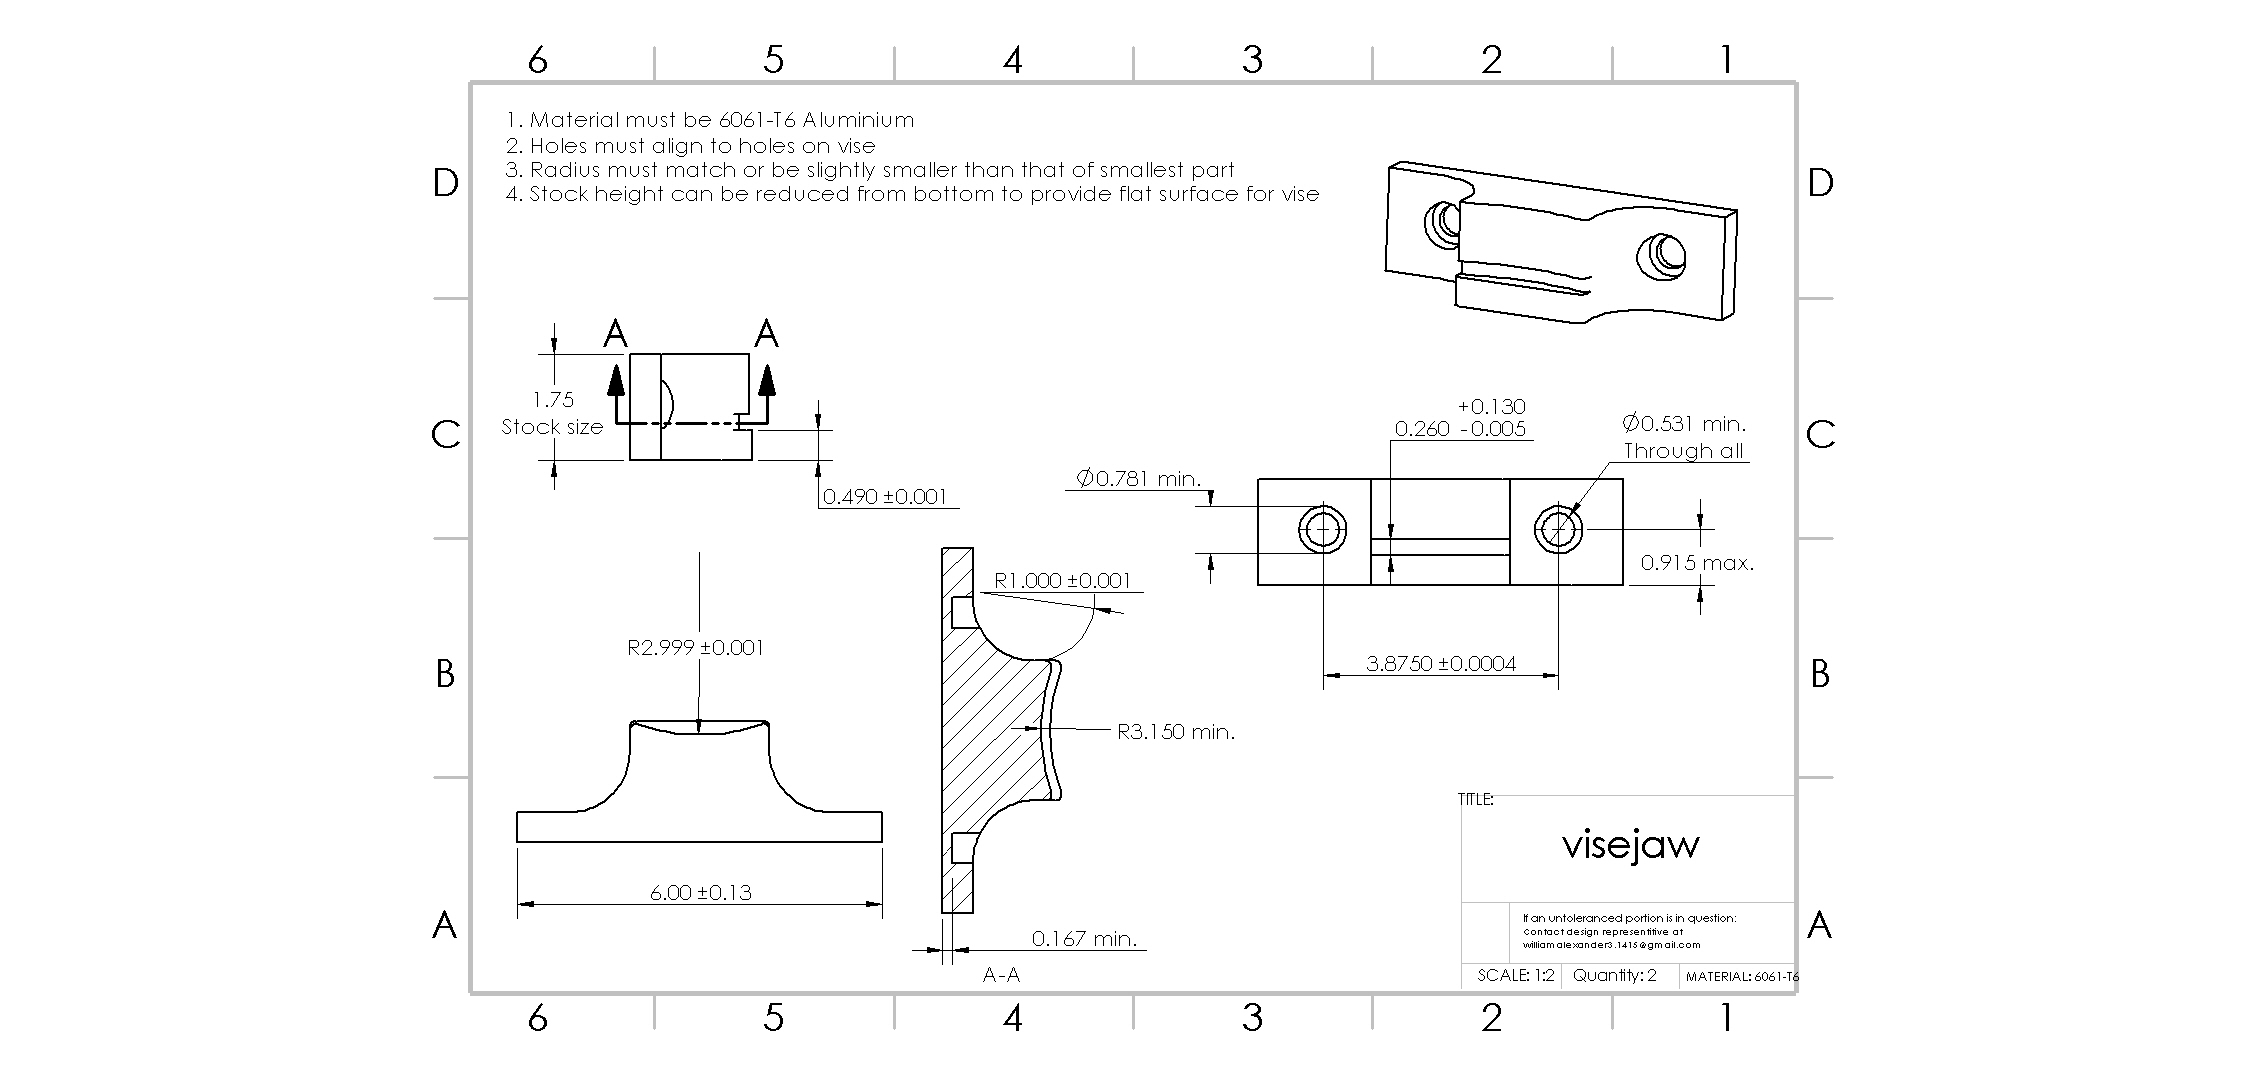 6 5 4 3 2 1
1. Material must be 6061-T6 Aluminium
2. Holes must align to holes on vise
3. Radius must match or be slightly smaller than that of smallest part
4. Stock height can be reduced from bottom to provide flat surface for vise
D D
A A
1.75
Stock size
0.490 ±0.001
C C
+0.130
0.260 -0.005
Ø0.531 min.
Through all
Ø0.781 min.
0.915 max.
3.8750 ±0.0004
R1.000 ±0.001
R2.999 ±0.001
B B
R3.150 min.
6.00 ±0.13
0.167 min.
A-A
A A
TITLE:
visejaw
If an untoleranced portion is in question:
Contact design representitive at
williamalexander3.1415@gmail.com
SCALE: 1:2 Quantity: 2 MATERIAL: 6061-T6
6 5 4 3 2 1